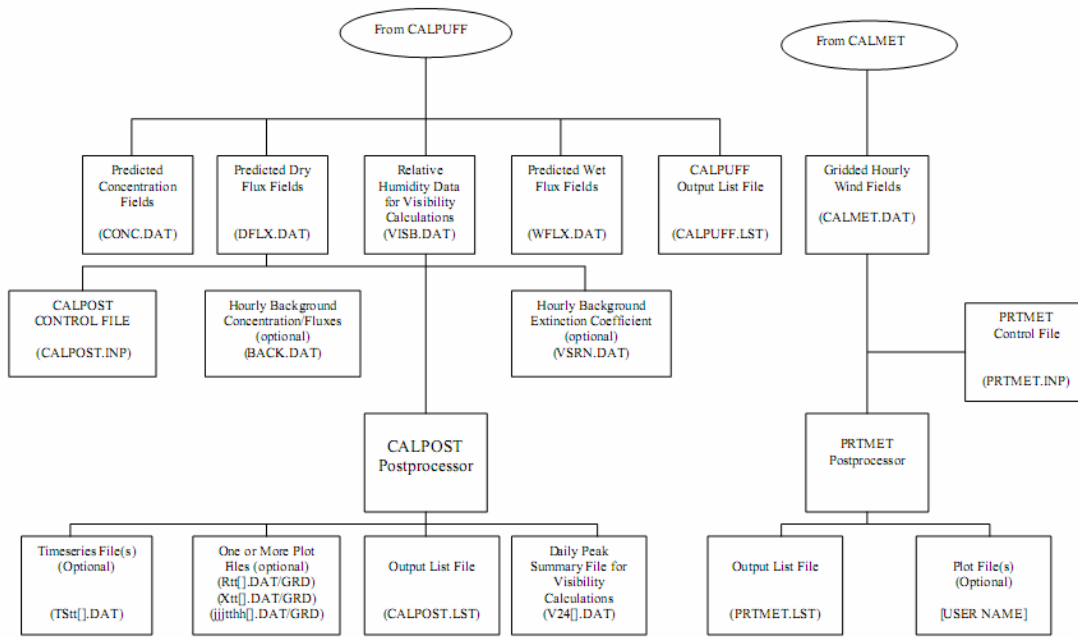 From CALPUFF
From CALMET
Predicted
Concentration
Fields
(CONC.DAT)
Predicted Dry
Flux Fields
(DFLX.DAT)
Relative
Humidity Data
for Visibility
Calculations
(VISB.DAT)
Predicted Wet
Flux Fields
(WFLX.DAT)
CALPUFF
Output List File
(CALPUFF.LST)
Gridded Hourly
Wind Fields
(CALMET.DAT)
CALPOST
CONTROL FILE
(CALPOST.INP)
Hourly Background
Concentration/Fluxes
(optional)
(BACK.DAT)
Hourly Background
Extinction Coefficient
(optional)
(VSRN.DAT)
PRTMET
Control File
(PRTMET.INP)
CALPOST
Postprocessor
PRTMET
Postprocessor
Timeseries File(s)
(Optional)
(TStt[].DAT)
One or More Plot
Files (optional)
(Rtt[].DAT/GRD)
(Xtt[].DAT/GRD)
(jjjtthh[].DAT/GRD)
Output List File
(CALPOST.LST)
Daily Peak
Summary File for
Visibility
Calculations
(V24[].DAT)
Output List File
(PRTMET.LST)
Plot File(s)
(Optional)
[USER NAME]